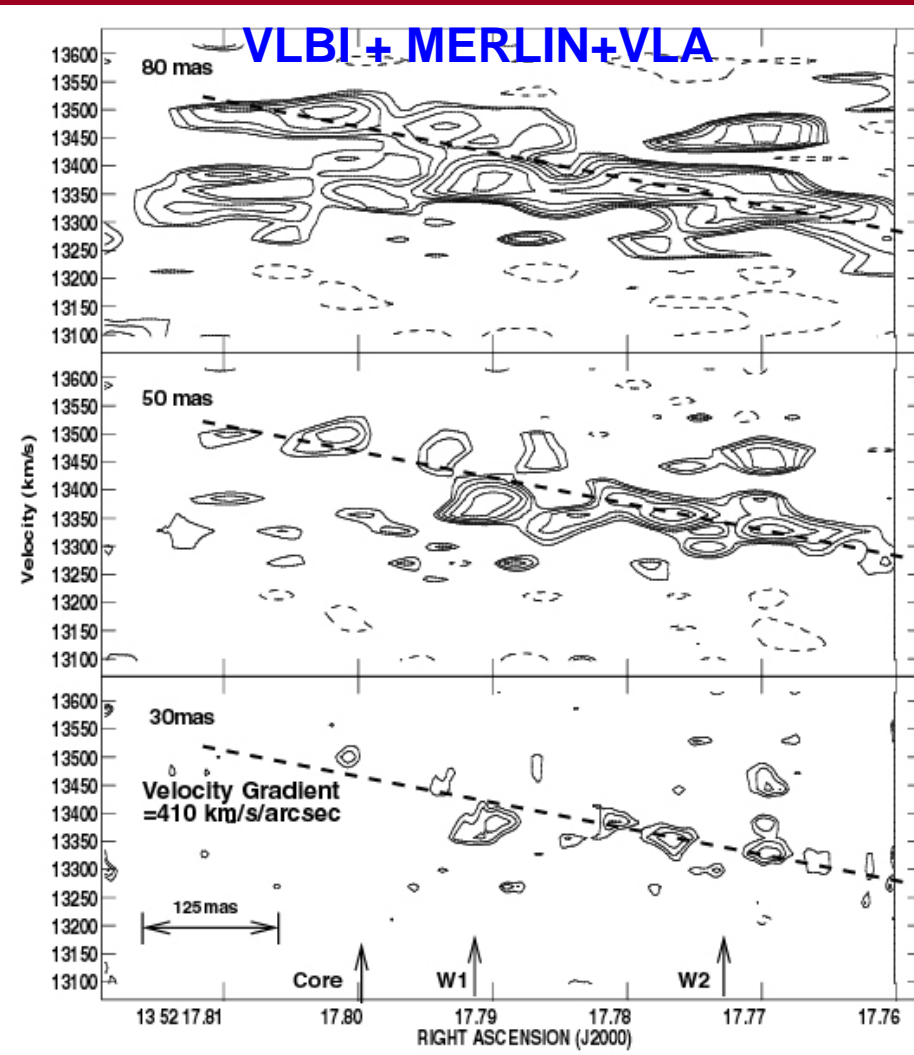 VLBI + MERLIN+VLA
80 mas
13600
13550
13500
13450
13400
13350
13300
13250
13200
13150
13100
50 mas
13600
13550
13500
13450
13400
13350
13300
13250
13200
13150
13100
Velocity (km/s)
30mas
13600
13550
13500
13450
13400
13350
13300
13250
13200
13150
13100
Velocity Gradient
=410 km/s/arcsec
125mas
Core
W1
W2
13 52 17.81
17.80
17.79
17.78
17.77
17.76
RIGHT ASCENSION (J2000)